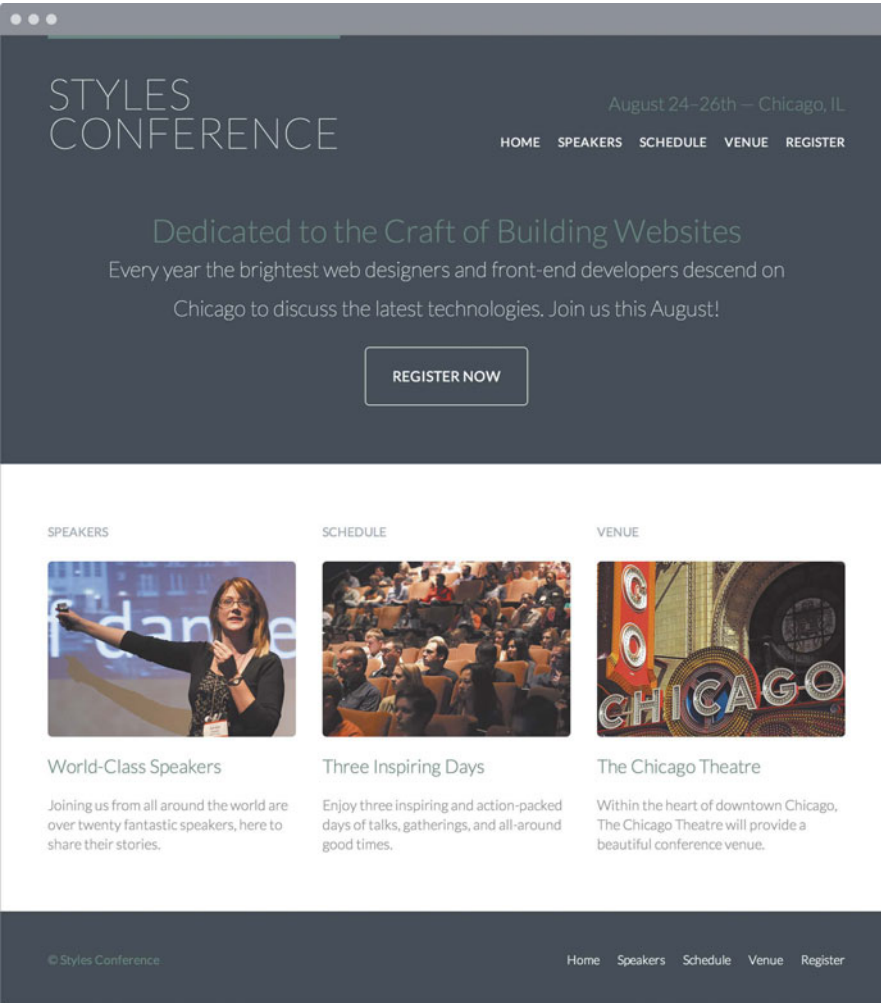 STYLES
CONFERENCE
August 24–26th — Chicago, IL
HOME SPEAKERS SCHEDULE VENUE REGISTER
Dedicated to the Craft of Building Websites
Every year the brightest web designers and front-end developers descend on
Chicago to discuss the latest technologies. Join us this August!
REGISTER NOW
SPEAKERS SCHEDULE VENUE
f dance
CO
CHICAGO
World-Class Speakers
Joining us from all around the world are
over twenty fantastic speakers, here to
share their stories.
Three Inspiring Days
Enjoy three inspiring and action-packed
days of talks, gatherings, and all-around
good times.
The Chicago Theatre
Within the heart of downtown Chicago,
The Chicago Theatre will provide a
beautiful conference venue.
© Styles Conference
Home Speakers Schedule Venue Register